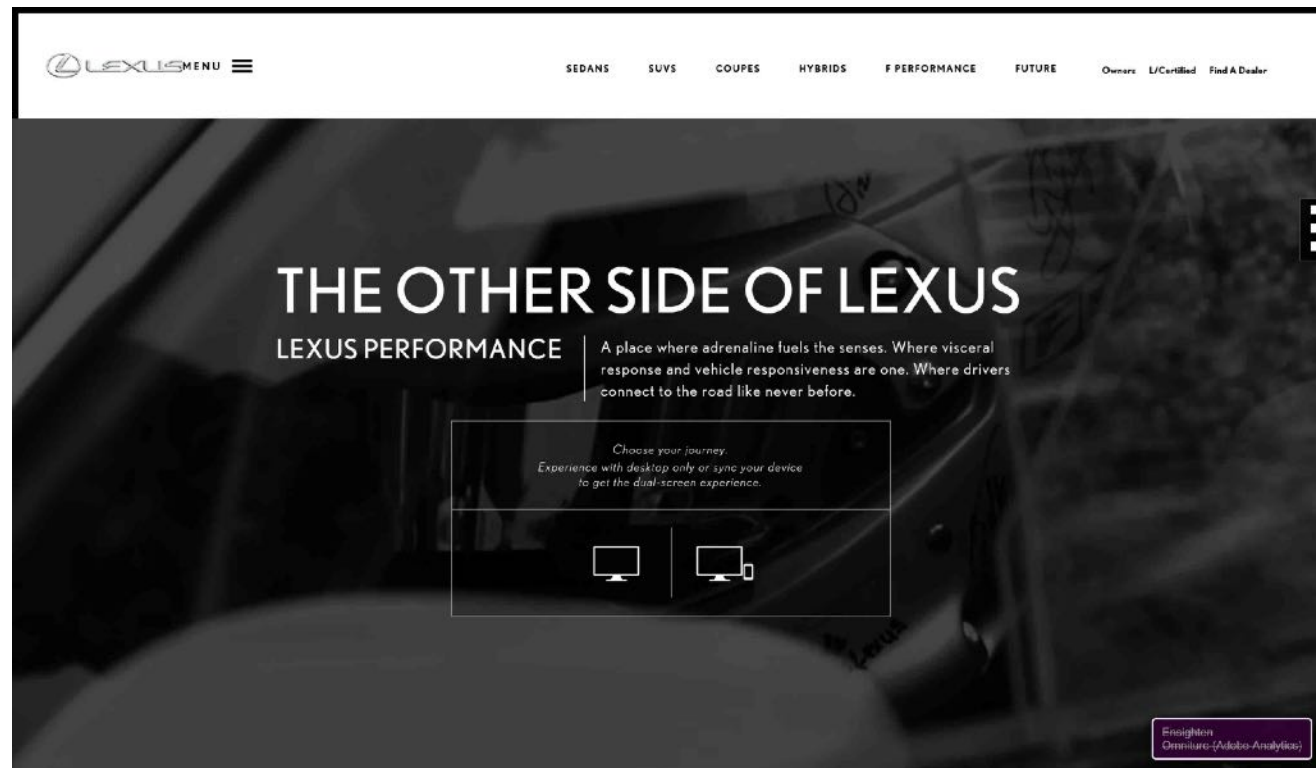 LEXUS MENU
SEDANS SUVS COUPES HYBRIDS F PERFORMANCE FUTURE Owners L/Certified Find A Dealer
THE OTHER SIDE OF LEXUS
LEXUS PERFORMANCE
A place where adrenaline fuels the senses. Where visceral
response and vehicle responsiveness are one. Where drivers
connect to the road like never before.
Choose your journey.
Experience with desktop only or sync your device
to get the dual-screen experience.
Lexus
Ensighten
Omniture (Adobe Analytics)